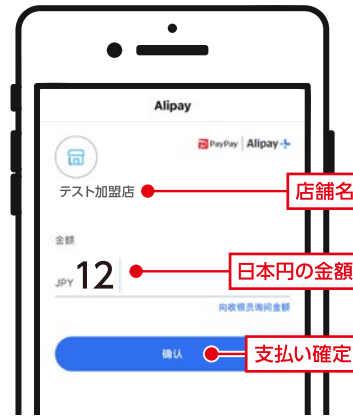 Alipay
PayPay Alipay+
テスト加盟店
店舗名
金額
JPY 12
日本円の金額
向收银员询问金额
确认
支払い確定